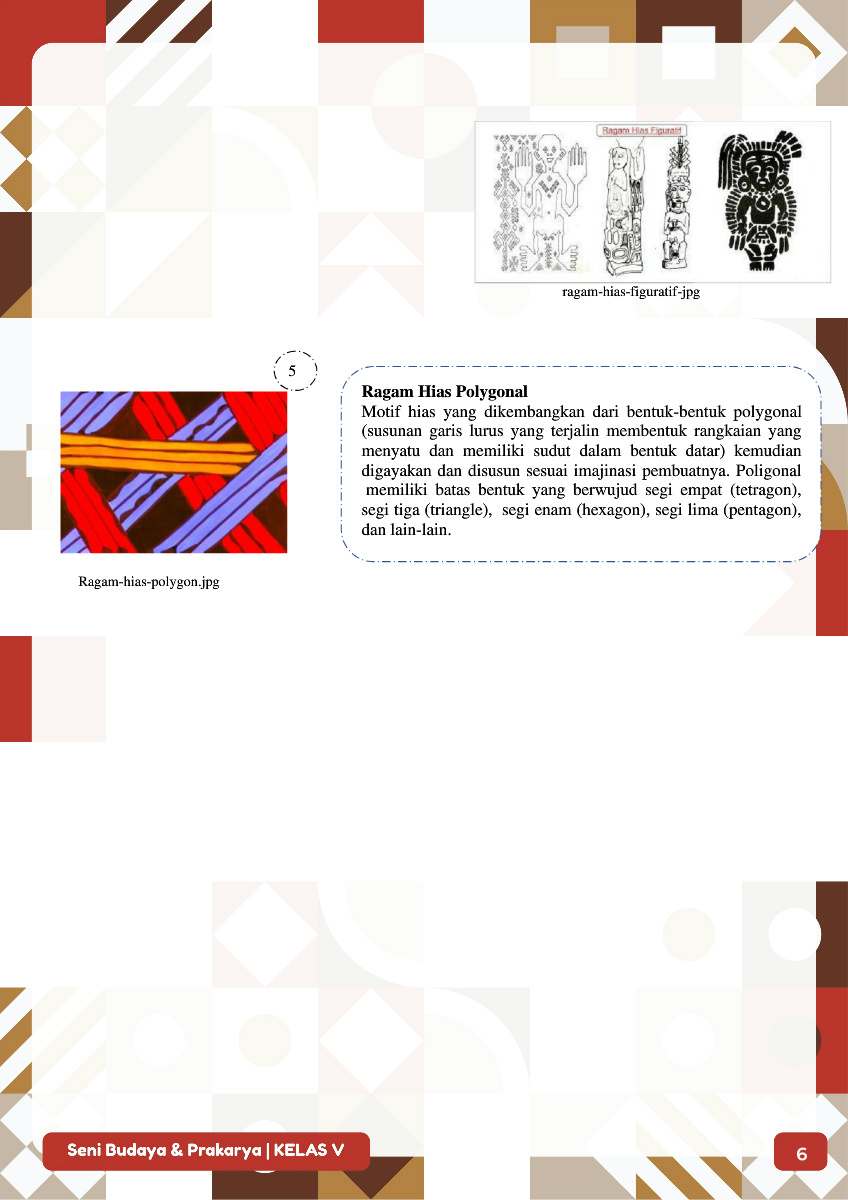 Ragam Hias Figuratif
ragam-hias-figuratif-jpg
5
Ragam Hias Polygonal
Motif hias yang dikembangkan dari bentuk-bentuk polygonal
(susunan garis lurus yang terjalin membentuk rangkaian yang
menyatu dan memiliki sudut dalam bentuk datar) kemudian
digayakan dan disusun sesuai imajinasi pembuatnya. Poligonal
memiliki batas bentuk yang berwujud segi empat (tetragon),
segi tiga (triangle), segi enam (hexagon), segi lima (pentagon),
dan lain-lain.
Ragam-hias-polygon.jpg
Seni Budaya & Prakarya | KELAS V
6